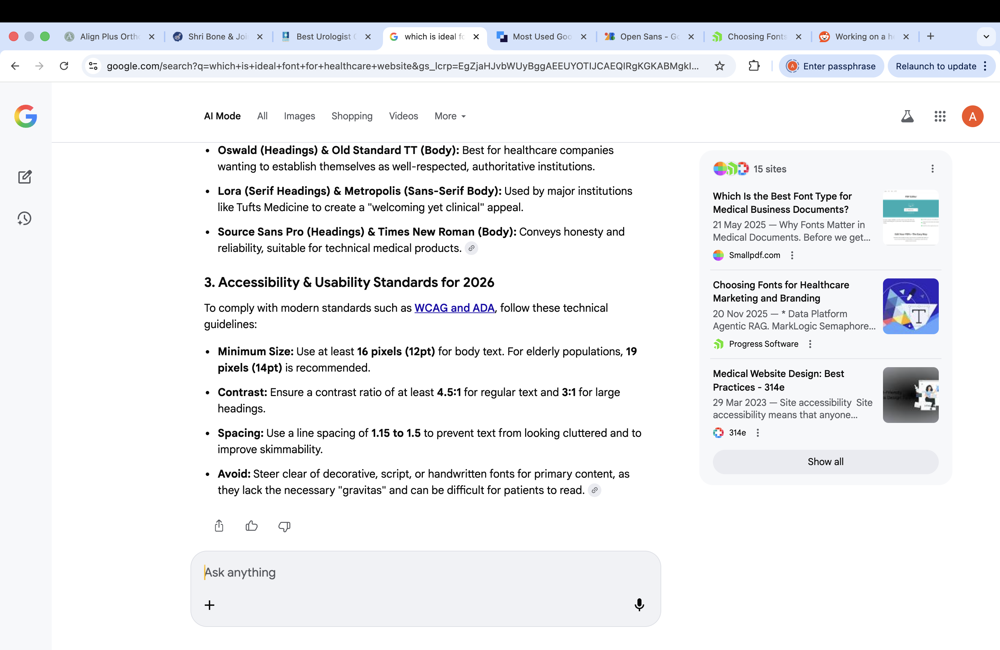 Align Plus Ortho
Shri Bone & Joi
Best Urologist
which is ideal fo
Most Used Goo
Open Sans - Go
Choosing Fonts
Working on a he
google.com/search?q=which+is+ideal+font+for+healthcare+website&gs_lcrp=EgZjaHJvbWUyBggAEEUYOTIJCAEQIRgKGKABMgkI...
A
Enter passphrase
Relaunch to update
AI Mode
All
Images
Shopping
Videos
More
A
• Oswald (Headings) & Old Standard TT (Body): Best for healthcare companies
wanting to establish themselves as well-respected, authoritative institutions.
• Lora (Serif Headings) & Metropolis (Sans-Serif Body): Used by major institutions
like Tufts Medicine to create a "welcoming yet clinical" appeal.
• Source Sans Pro (Headings) & Times New Roman (Body): Conveys honesty and
reliability, suitable for technical medical products.
3. Accessibility & Usability Standards for 2026
To comply with modern standards such as WCAG and ADA, follow these technical
guidelines:
• Minimum Size: Use at least 16 pixels (12pt) for body text. For elderly populations, 19
pixels (14pt) is recommended.
• Contrast: Ensure a contrast ratio of at least 4.5:1 for regular text and 3:1 for large
headings.
• Spacing: Use a line spacing of 1.15 to 1.5 to prevent text from looking cluttered and to
improve skimmability.
• Avoid: Steer clear of decorative, script, or handwritten fonts for primary content, as
they lack the necessary "gravitas" and can be difficult for patients to read.
Ask anything
15 sites
Which Is the Best Font Type for
Medical Business Documents?
21 May 2025 — Why Fonts Matter in
Medical Documents. Before we get...
Smallpdf.com
Choosing Fonts for Healthcare
Marketing and Branding
20 Nov 2025 — * Data Platform
Agentic RAG. MarkLogic Semaphore...
T
Progress Software
Medical Website Design: Best
Practices - 314e
29 Mar 2023 — Site accessibility Site
accessibility means that anyone...
314e
Show all